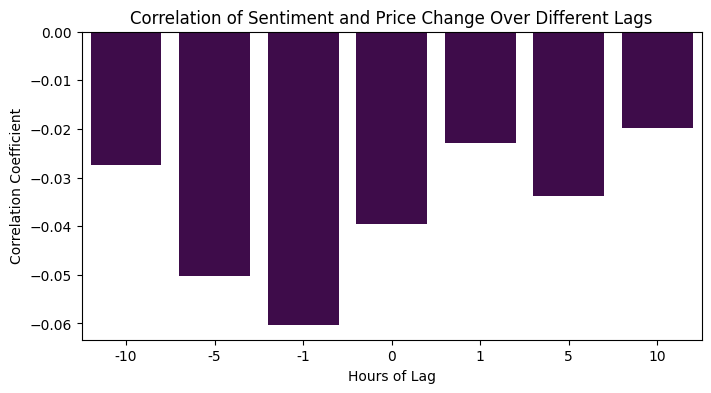 Correlation of Sentiment and Price Change Over Different Lags
0.00
−0.01
−0.02
−0.03
−0.04
−0.05
−0.06
Correlation Coefficient
-10 -5 -1 0 1 5 10
Hours of Lag